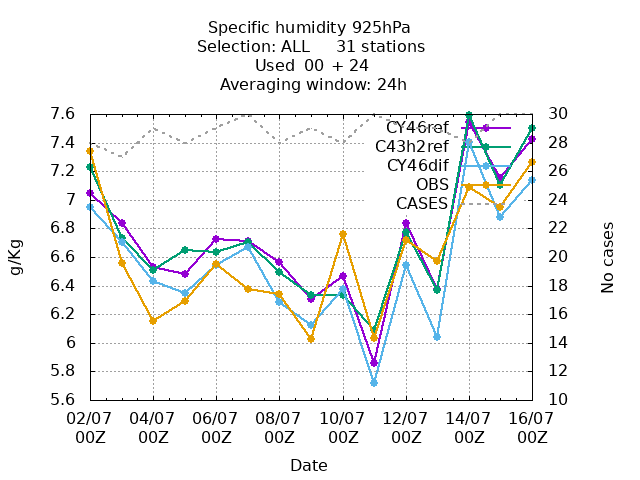 Specific humidity 925hPa
Selection: ALL 31 stations
Used 00 + 24
Averaging window: 24h
7.6 30
CY46ref
7.4 28
C43h2ref
CY46dif
7.2 26
OBS
7 24
CASES
6.8 22
6.6 20
6.4 18
6.2 16
6 14
5.8 12
5.6 10
g/Kg
No cases
02/07 04/07 06/07 08/07 10/07 12/07 14/07 16/07
00Z 00Z 00Z 00Z 00Z 00Z 00Z 00Z
Date